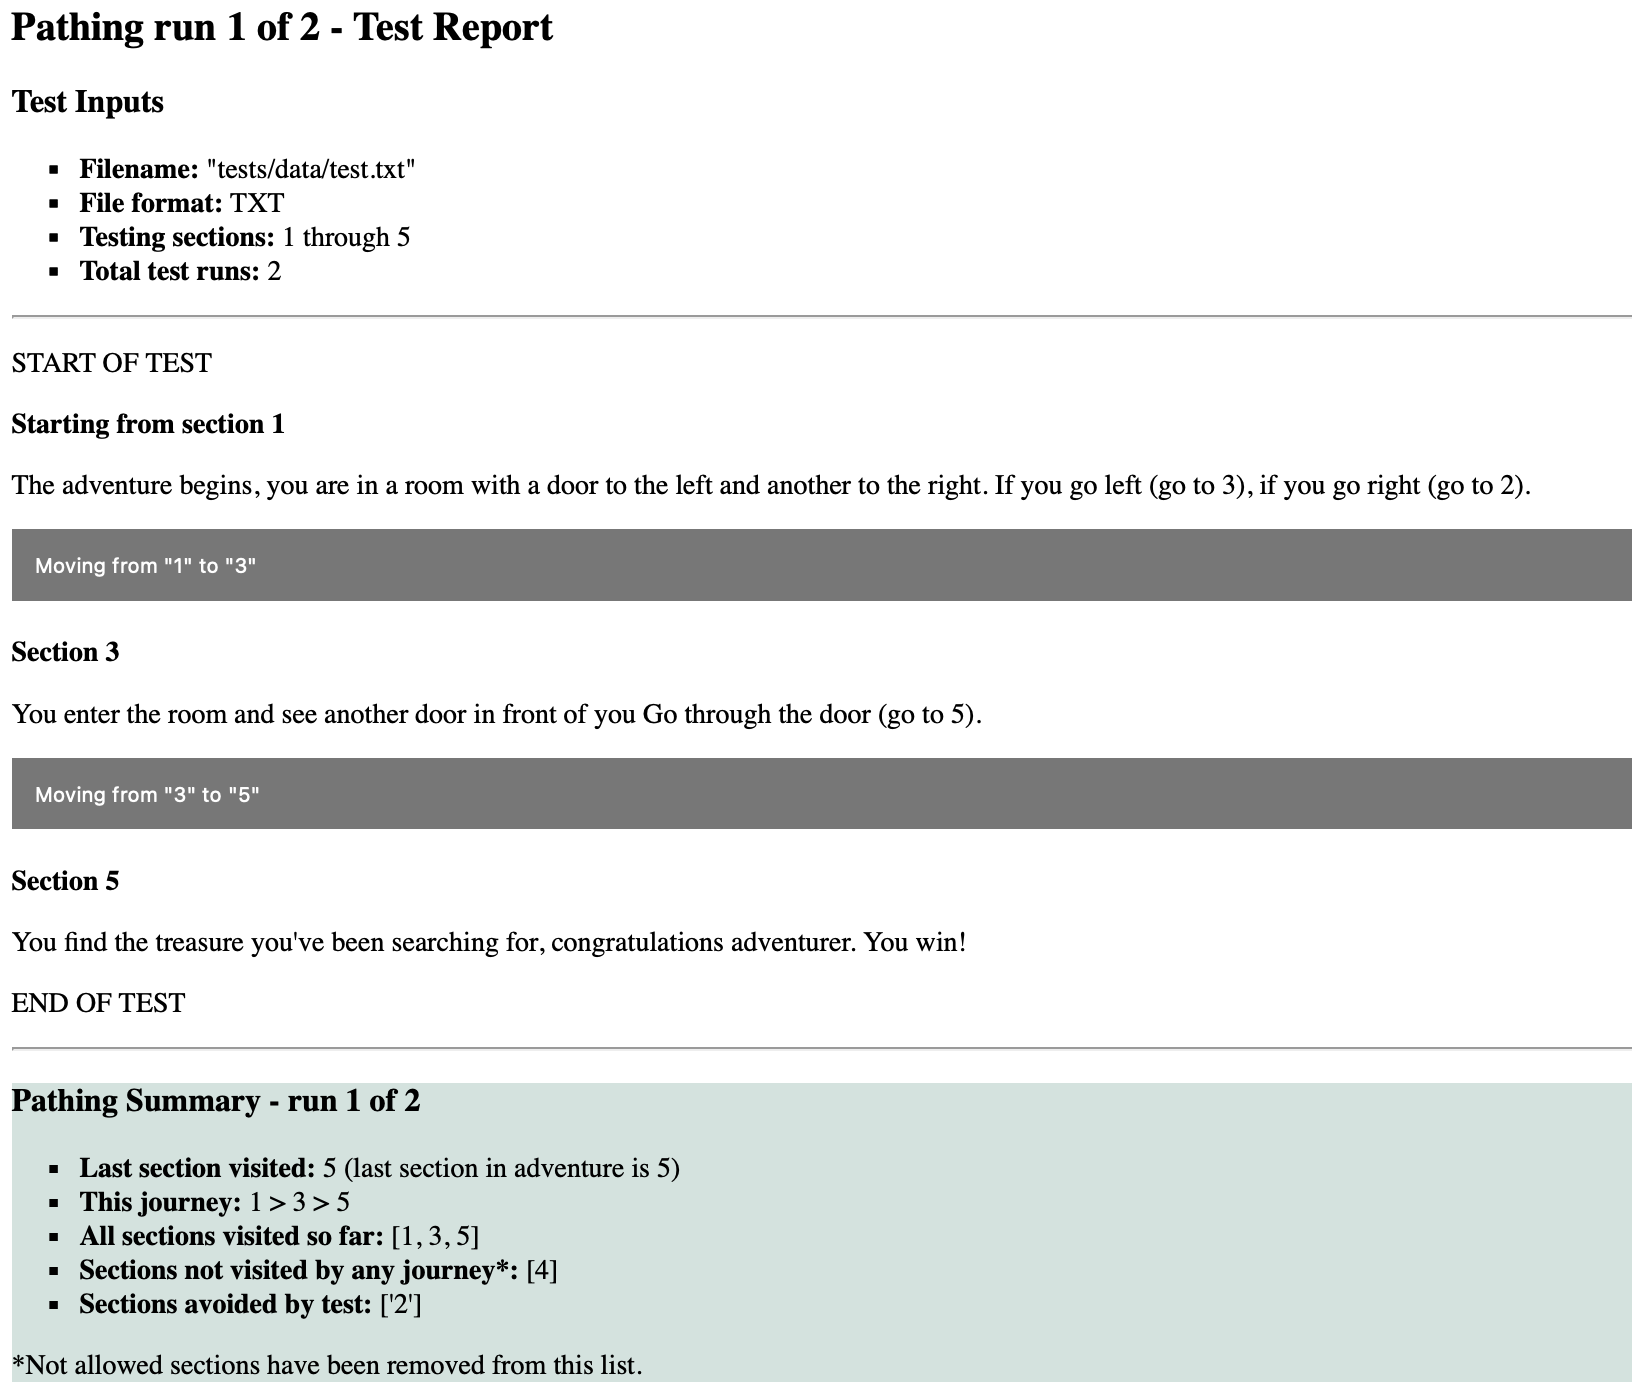 Pathing run 1 of 2 - Test Report
Test Inputs
▪ Filename: "tests/data/test.txt"
▪ File format: TXT
▪ Testing sections: 1 through 5
▪ Total test runs: 2
START OF TEST
Starting from section 1
The adventure begins, you are in a room with a door to the left and another to the right. If you go left (go to 3), if you go right (go to 2).
Moving from "1" to "3"
Section 3
You enter the room and see another door in front of you Go through the door (go to 5).
Moving from "3" to "5"
Section 5
You find the treasure you've been searching for, congratulations adventurer. You win!
END OF TEST
Pathing Summary - run 1 of 2
▪ Last section visited: 5 (last section in adventure is 5)
▪ This journey: 1 > 3 > 5
▪ All sections visited so far: [1, 3, 5]
▪ Sections not visited by any journey*: [4]
▪ Sections avoided by test: ['2']
*Not allowed sections have been removed from this list.